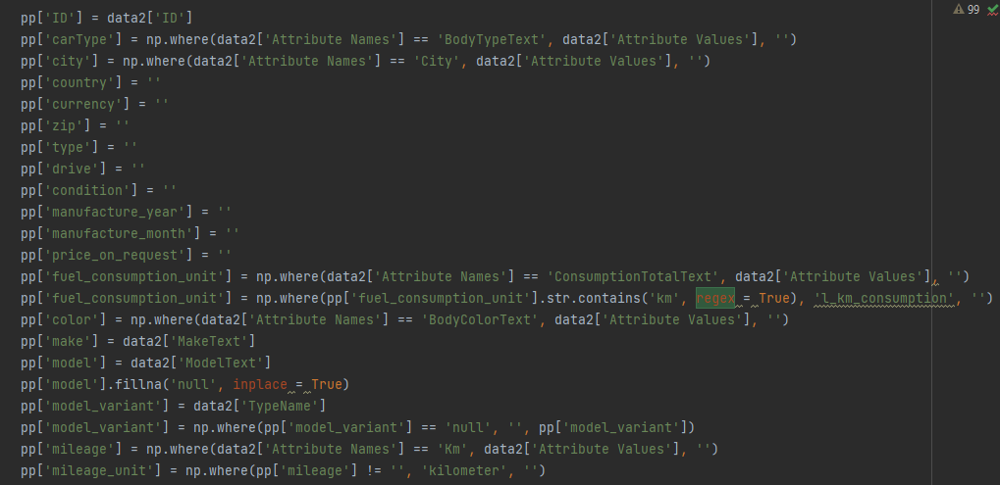 99
pp['ID'] = data2['ID']
pp['carType'] = np.where(data2['Attribute Names'] == 'BodyTypeText', data2['Attribute Values'], '')
pp['city'] = np.where(data2['Attribute Names'] == 'City', data2['Attribute Values'], '')
pp['country'] = ''
pp['currency'] = ''
pp['zip'] = ''
pp['type'] = ''
pp['drive'] = ''
pp['condition'] = ''
pp['manufacture_year'] = ''
pp['manufacture_month'] = ''
pp['price_on_request'] = ''
pp['fuel_consumption_unit'] = np.where(data2['Attribute Names'] == 'ConsumptionTotalText', data2['Attribute Values'], '')
pp['fuel_consumption_unit'] = np.where(pp['fuel_consumption_unit'].str.contains('km', regex = True), 'l_km_consumption', '')
pp['color'] = np.where(data2['Attribute Names'] == 'BodyColorText', data2['Attribute Values'], '')
pp['make'] = data2['MakeText']
pp['model'] = data2['ModelText']
pp['model'].fillna('null', inplace = True)
pp['model_variant'] = data2['TypeName']
pp['model_variant'] = np.where(pp['model_variant'] == 'null', '', pp['model_variant'])
pp['mileage'] = np.where(data2['Attribute Names'] == 'Km', data2['Attribute Values'], '')
pp['mileage_unit'] = np.where(pp['mileage'] != '', 'kilometer', '')